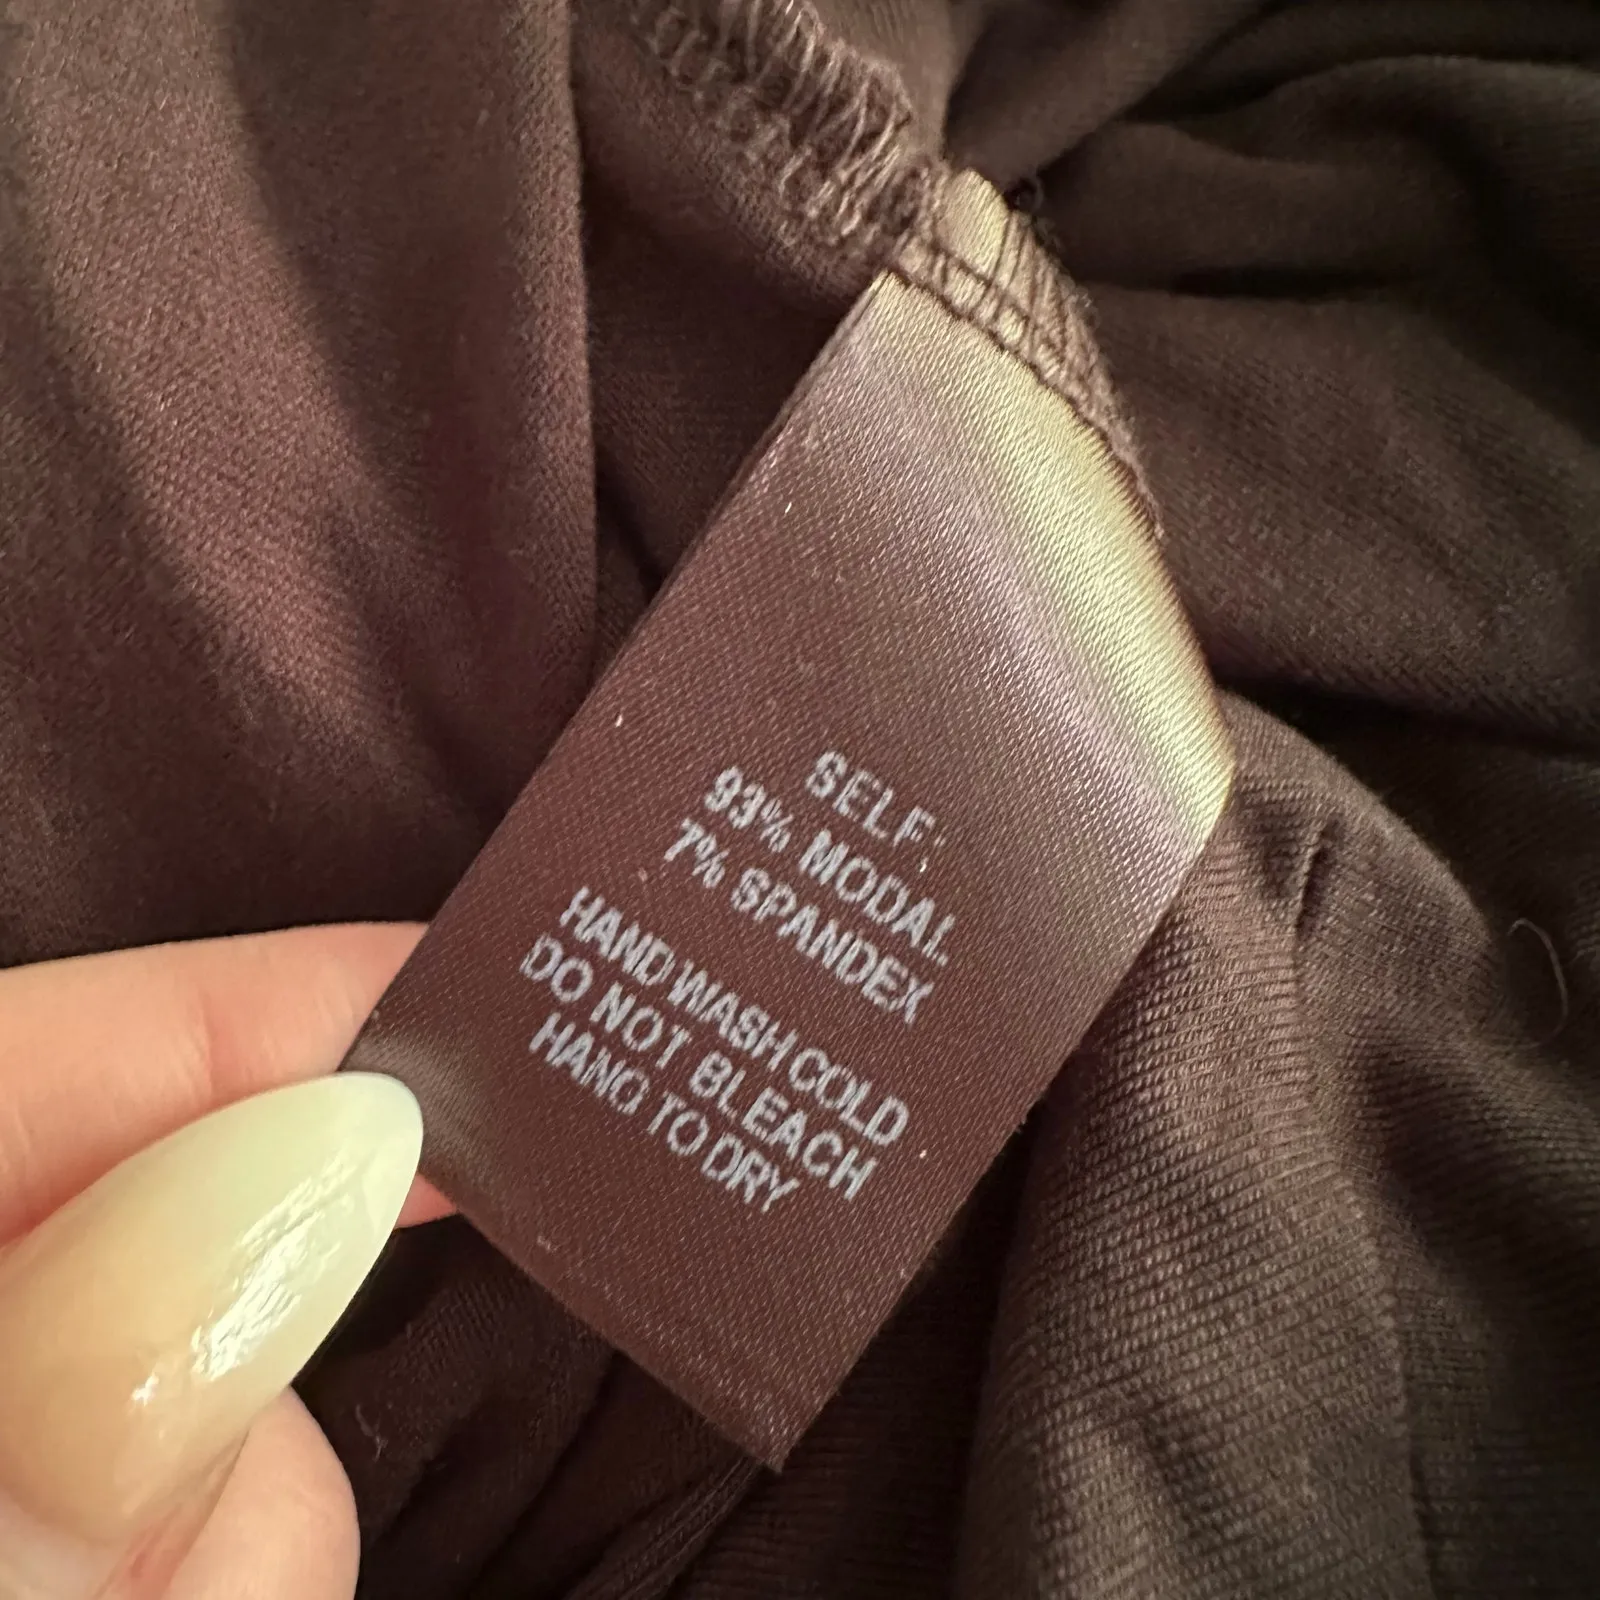 SELF:
93% MODAL
7% SPANDEX
HAND WASH COLD
DO NOT BLEACH
HANG TO DRY